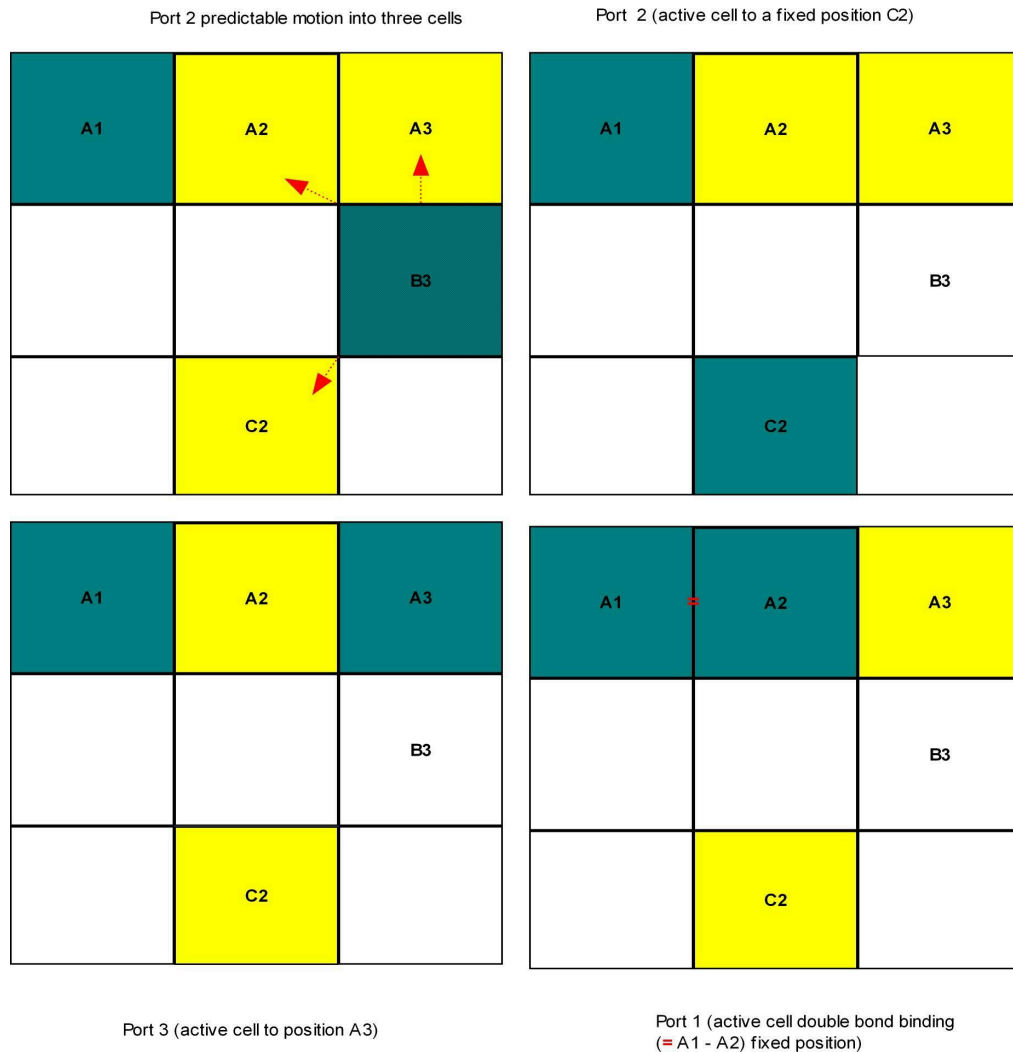 Port 2 predictable motion into three cells
Port 2 (active cell to a fixed position C2)
A1 A2 A3
B3
C2
A1 A2 A3
B3
C2
A1 A2 A3
B3
C2
A1 = A2 A3
B3
C2
Port 3 (active cell to position A3)
Port 1 (active cell double bond binding
(= A1 - A2) fixed position)